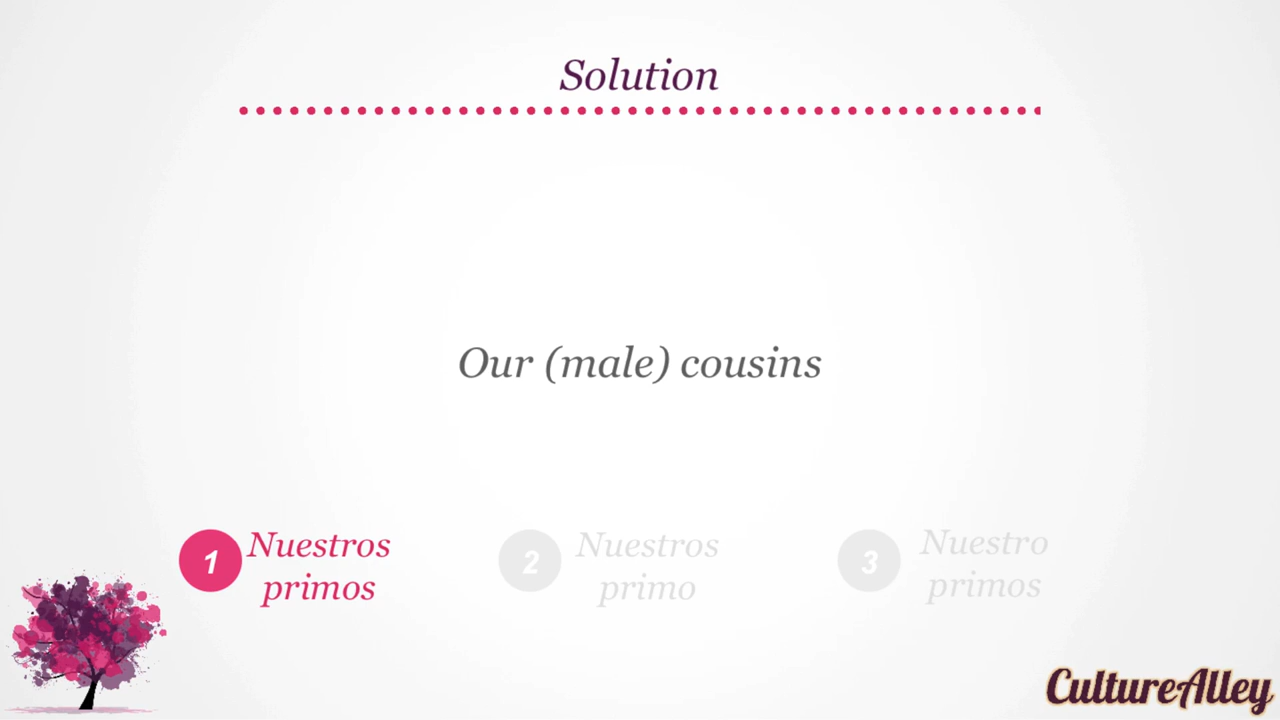 Solution
Our (male) cousins
1 Nuestros
primos
2 Nuestros
primo
3 Nuestro
primos
CultureAlley